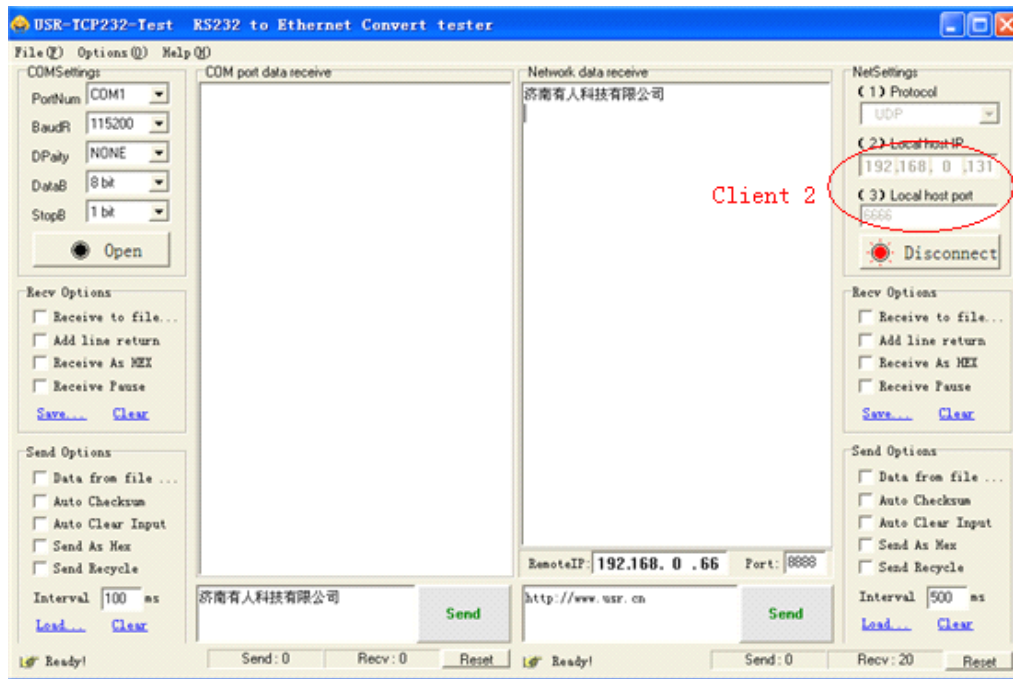 USR-TCP232-Test RS232 to Ethernet Convert tester
File(F) Options(O) Help(H)
COMSettings
PortNum COM1
BaudR 115200
DPaity NONE
DataB 8 bit
StopB 1 bit
Open
Recv Options
Receive to file...
Add line return
Receive As HEX
Receive Pause
Save... Clear
Send Options
Data from file ...
Auto Checksum
Auto Clear Input
Send As Hex
Send Recycle
Interval 100 ms
Load... Clear
COM port data receive
济南有人科技有限公司
Send
Network data receive
济南有人科技有限公司
RemoteIP: 192.168. 0 .66 Port: 8888
http://www.usr.cn
Send
Client 2
NetSettings
(1) Protocol
UDP
(2) Local host IP
192.168. 0 .131
(3) Local host port
6666
Disconnect
Recv Options
Receive to file...
Add line return
Receive As HEX
Receive Pause
Save... Clear
Send Options
Data from file ...
Auto Checksum
Auto Clear Input
Send As Hex
Send Recycle
Interval 500 ms
Load... Clear
Ready! Send : 0 Recv : 0 Reset
Ready! Send : 0 Recv : 20 Reset